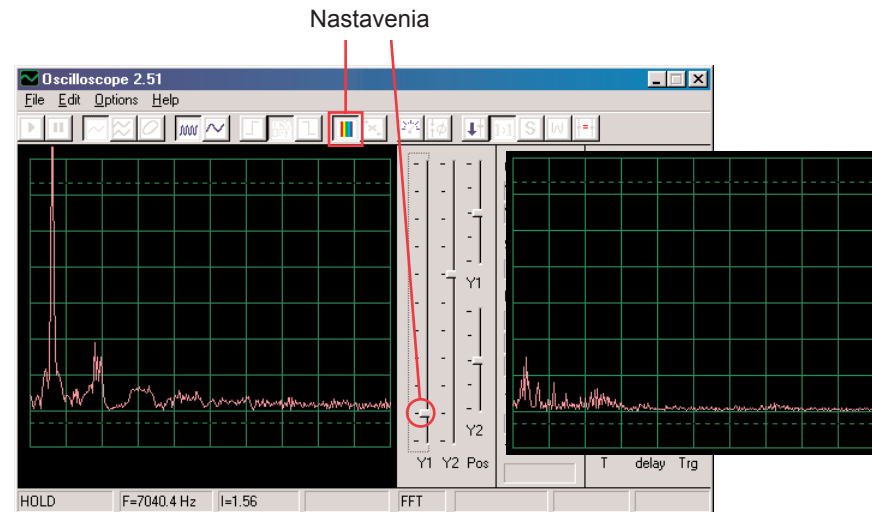 Nastavenia
Oscilloscope 2.51
File Edit Options Help
Y1
Y2
Y1 Y2 Pos
T delay Trg
HOLD F=7040.4 Hz I=1.56 FFT